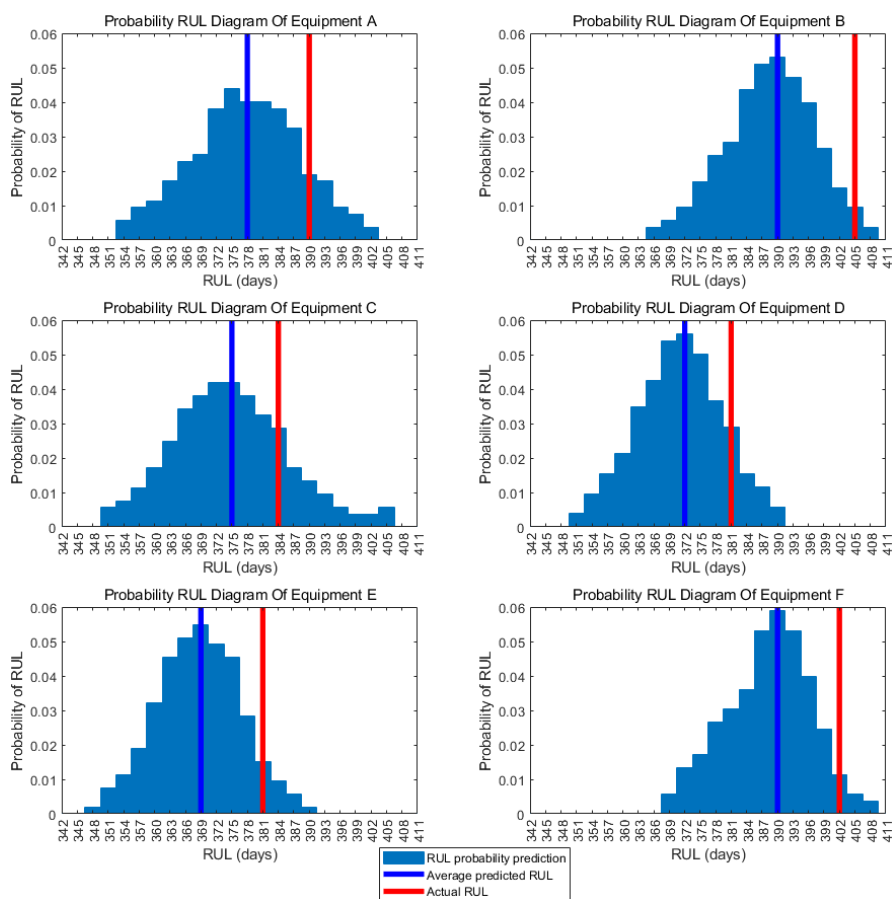 Probability RUL Diagram Of Equipment A
Probability of RUL
0.06
0.05
0.04
0.03
0.02
0.01
0
342 345 348 351 354 357 360 363 366 369 372 375 378 381 384 387 390 393 396 399 402 405 408 411
RUL (days)
Probability RUL Diagram Of Equipment B
Probability of RUL
0.06
0.05
0.04
0.03
0.02
0.01
0
342 345 348 351 354 357 360 363 366 369 372 375 378 381 384 387 390 393 396 399 402 405 408 411
RUL (days)
Probability RUL Diagram Of Equipment C
Probability of RUL
0.06
0.05
0.04
0.03
0.02
0.01
0
342 345 348 351 354 357 360 363 366 369 372 375 378 381 384 387 390 393 396 399 402 405 408 411
RUL (days)
Probability RUL Diagram Of Equipment D
Probability of RUL
0.06
0.05
0.04
0.03
0.02
0.01
0
342 345 348 351 354 357 360 363 366 369 372 375 378 381 384 387 390 393 396 399 402 405 408 411
RUL (days)
Probability RUL Diagram Of Equipment E
Probability of RUL
0.06
0.05
0.04
0.03
0.02
0.01
0
342 345 348 351 354 357 360 363 366 369 372 375 378 381 384 387 390 393 396 399 402 405 408 411
RUL (days)
Probability RUL Diagram Of Equipment F
Probability of RUL
0.06
0.05
0.04
0.03
0.02
0.01
0
342 345 348 351 354 357 360 363 366 369 372 375 378 381 384 387 390 393 396 399 402 405 408 411
RUL (days)
RUL probability prediction
Average predicted RUL
Actual RUL